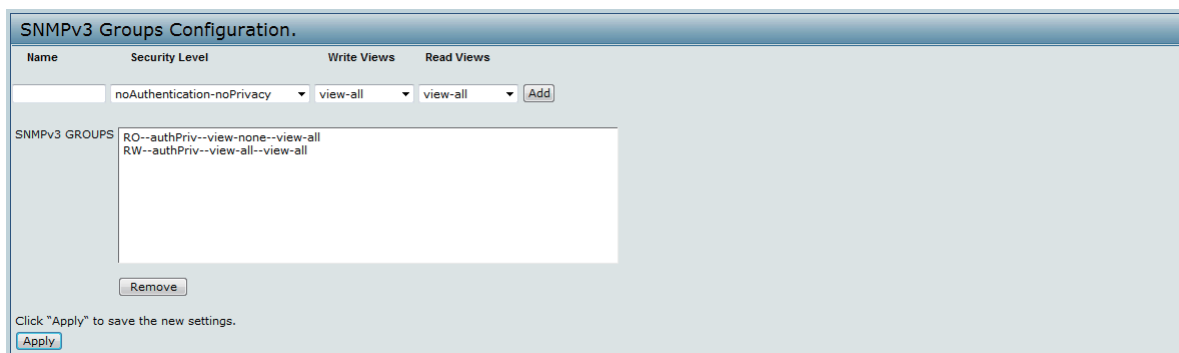 SNMPv3 Groups Configuration.
Name Security Level Write Views Read Views
noAuthentication-noPrivacy view-all view-all Add
SNMPv3 GROUPS
RO--authPriv--view-none--view-all
RW--authPriv--view-all--view-all
Remove
Click "Apply" to save the new settings.
Apply